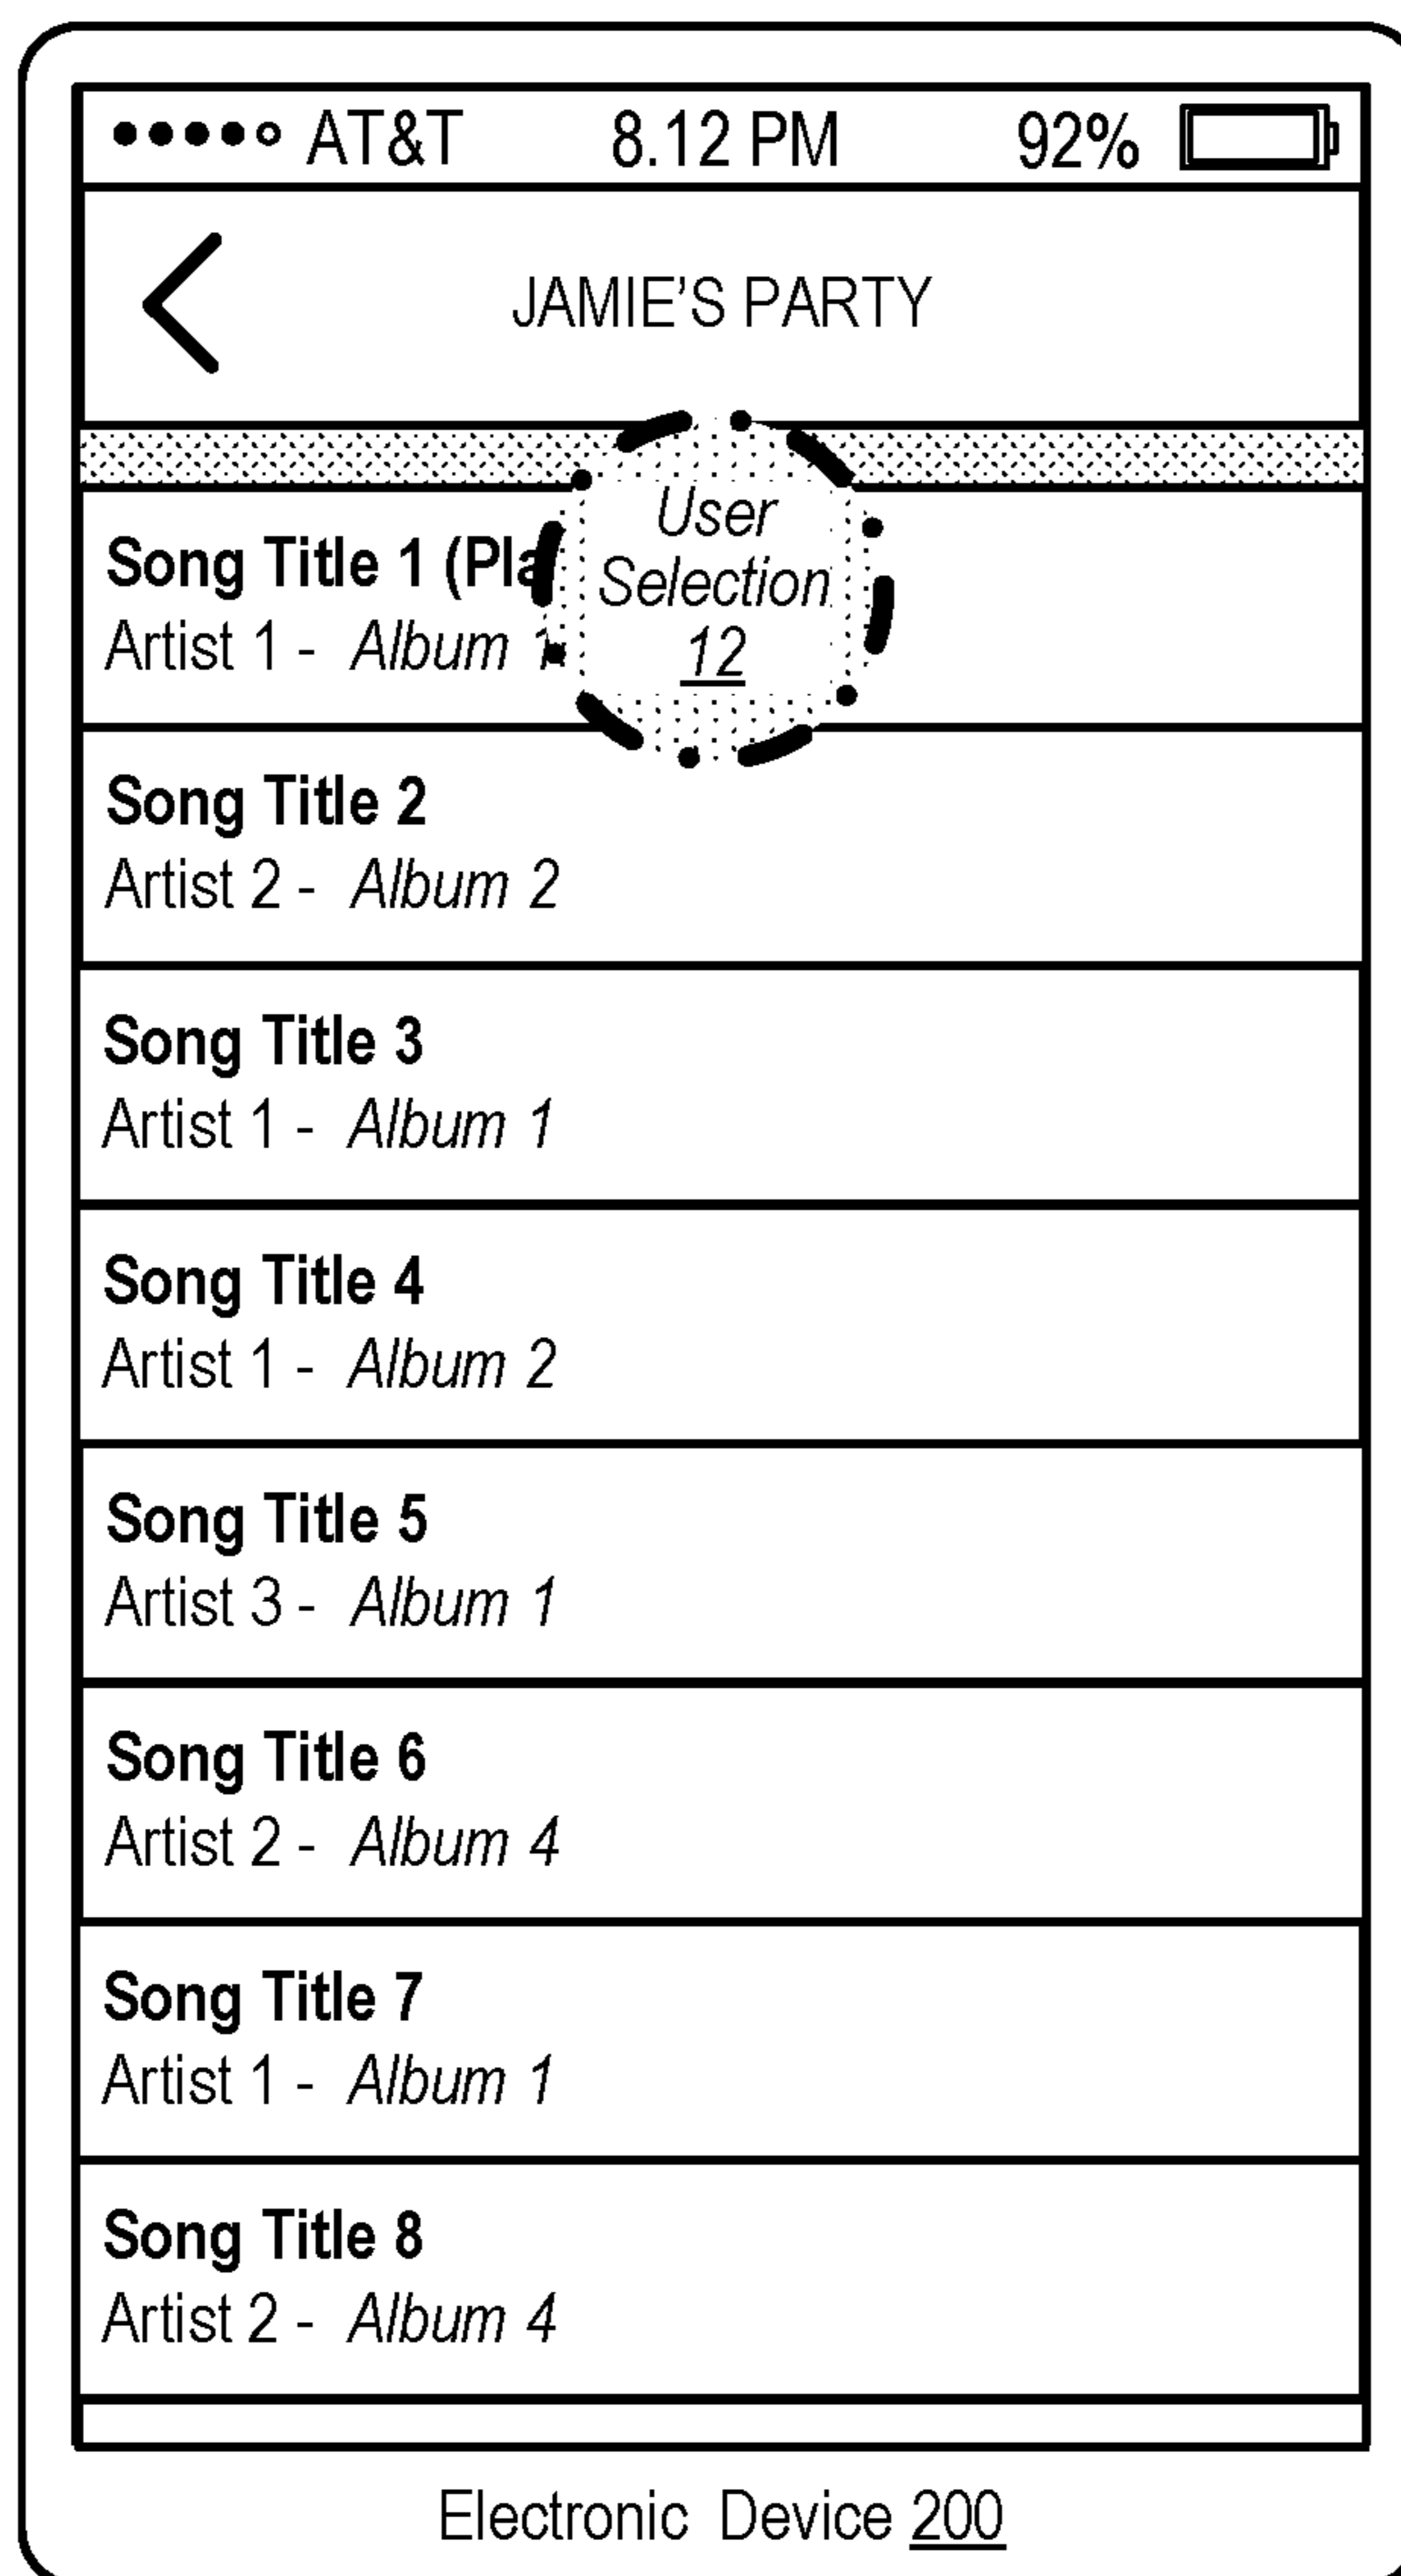 AT&T 8.12 PM 92%
JAMIE'S PARTY
User
Selection
12
Song Title 1
Artist 1 - Album
Song Title 2
Artist 2 - Album 2
Song Title 3
Artist 1 - Album 1
Song Title 4
Artist 1 - Album 2
Song Title 5
Artist 3 - Album 1
Song Title 6
Artist 2 - Album 4
Song Title 7
Artist 1 - Album 1
Song Title 8
Artist 2 - Album 4
Electronic Device 200